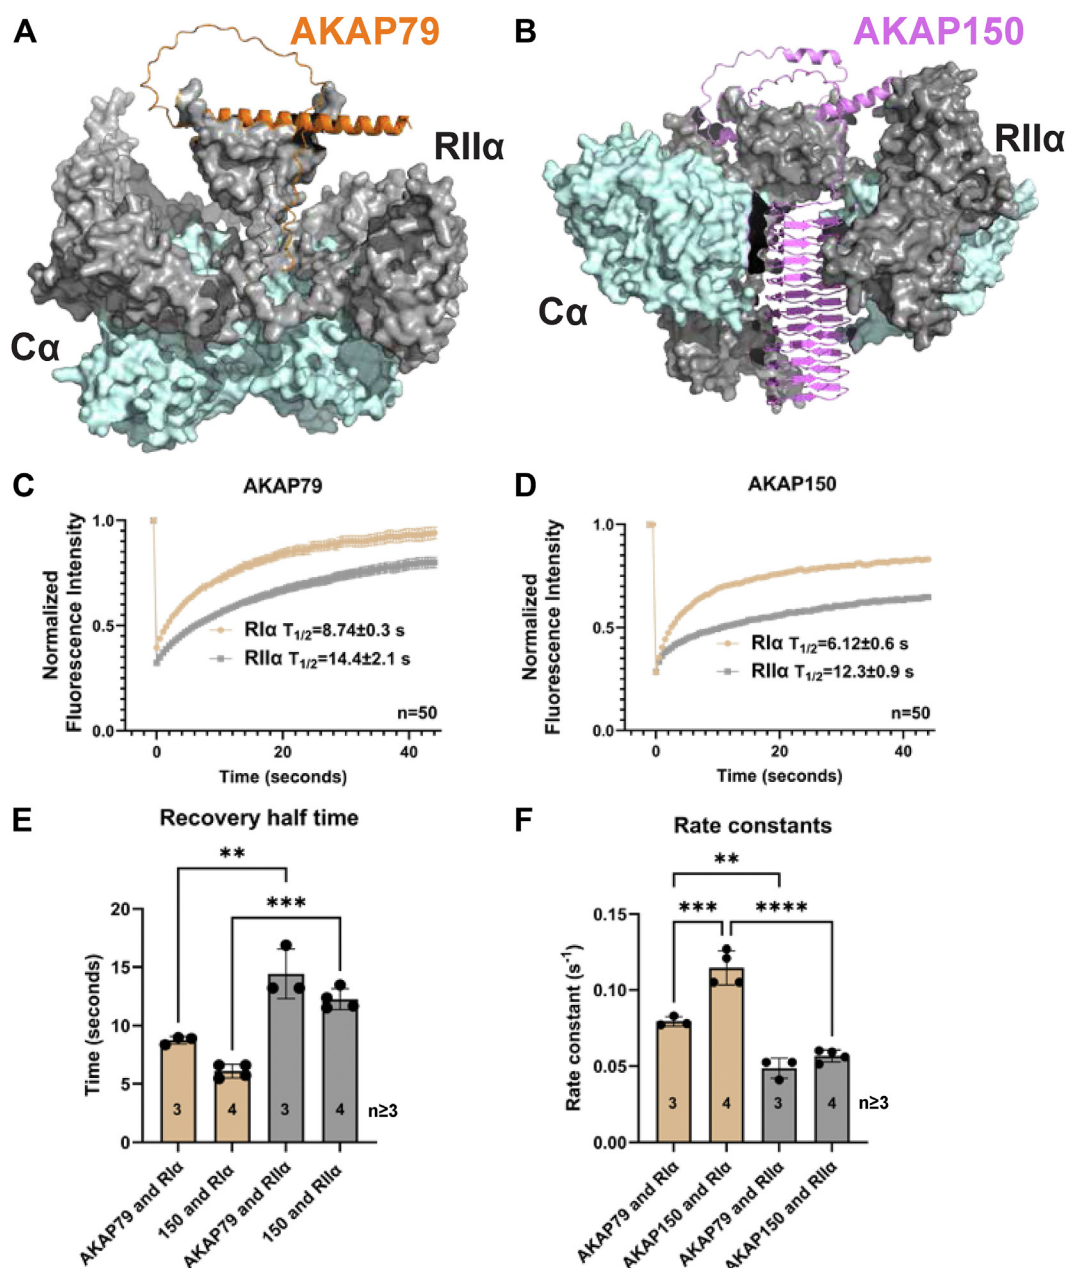 A
AKAP79
RIIα
Cα
B
AKAP150
RIIα
Cα
C
AKAP79
Normalized
Fluorescence Intensity
1.0
0.5
0.0
RIα T1/2=8.74±0.3 s
RIIα T1/2=14.4±2.1 s
n=50
0 20 40
Time (seconds)
D
AKAP150
Normalized
Fluorescence Intensity
1.0
0.5
0.0
RIα T1/2=6.12±0.6 s
RIIα T1/2=12.3±0.9 s
n=50
0 20 40
Time (seconds)
E
Recovery half time
**
***
Time (seconds)
20
15
10
5
0
3 4 3 4
n≥3
AKAP79 and RIα
150 and RIα
AKAP79 and RIIα
150 and RIIα
F
Rate constants
**
*** ****
Rate constant (s-1)
0.15
0.10
0.05
0.00
3 4 3 4
n≥3
AKAP79 and RIα
AKAP150 and RIα
AKAP79 and RIIα
AKAP150 and RIIα